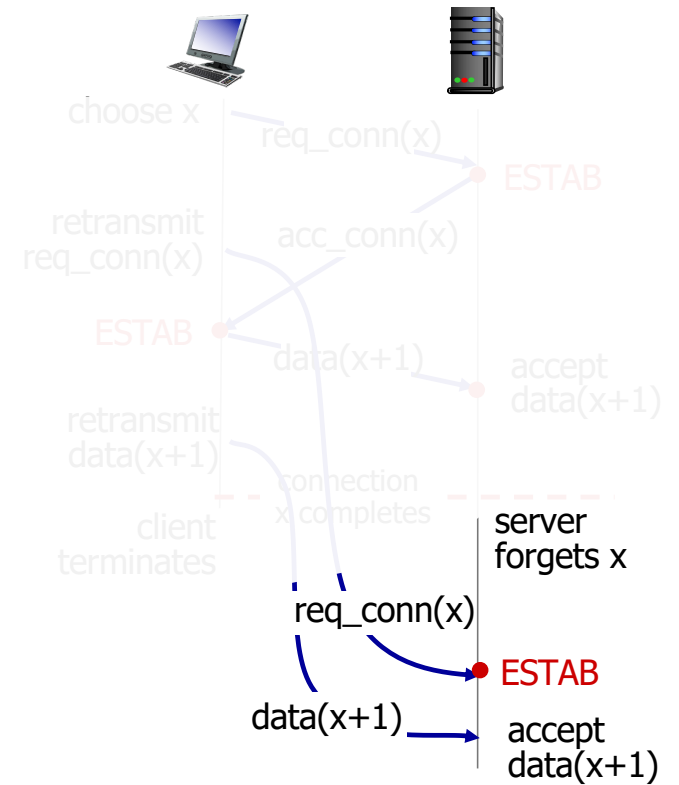 choose x
req_conn(x)
ESTAB
retransmit
req_conn(x)
acc_conn(x)
ESTAB
data(x+1)
accept
data(x+1)
retransmit
data(x+1)
connection
x completes
client
terminates
server
forgets x
req_conn(x)
ESTAB
data(x+1)
accept
data(x+1)